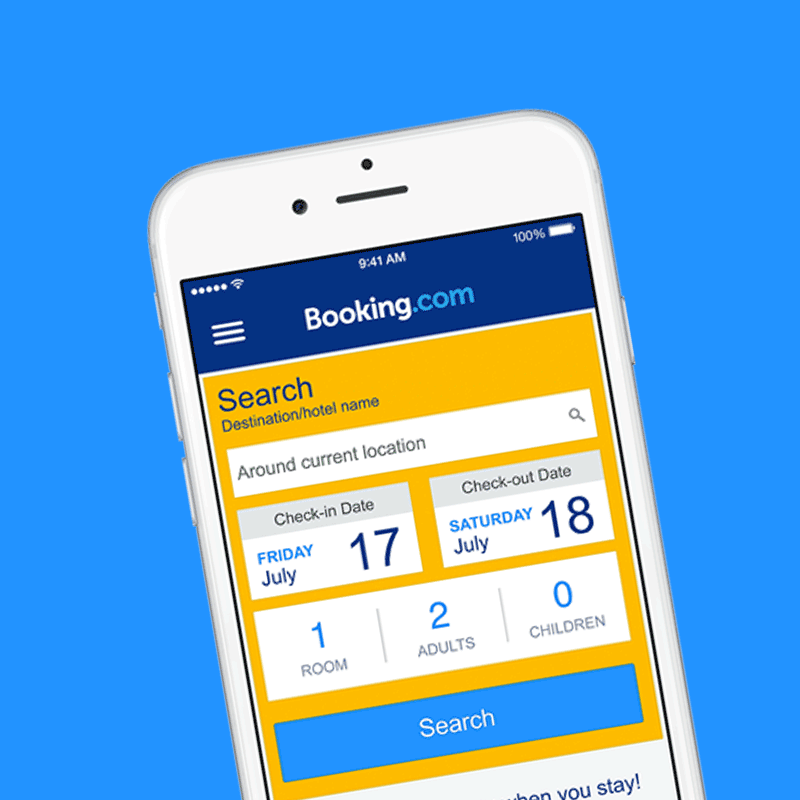 9:41 AM
100%
Booking.com
Search
Destination/hotel name
Around current location
Check-in Date
FRIDAY
July
17
Check-out Date
SATURDAY
July
18
1
ROOM
2
ADULTS
0
CHILDREN
Search
when you stay!